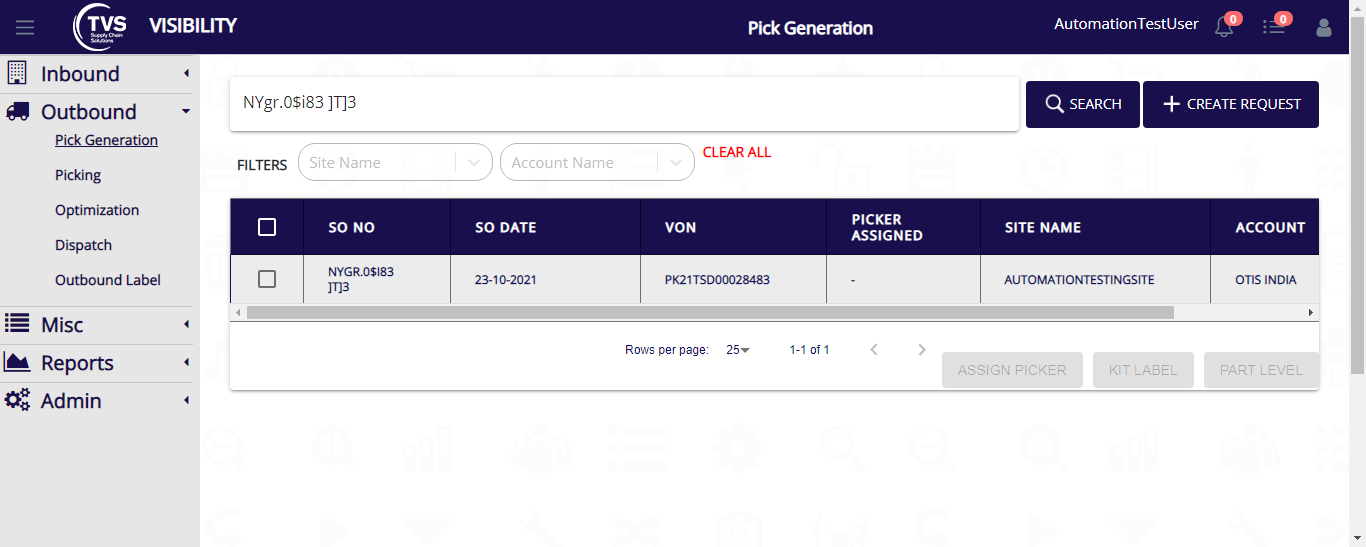 TVS
Supply Chain
Solutions
VISIBILITY
Pick Generation
AutomationTestUser
0
0
Inbound
Outbound
Pick Generation
Picking
Optimization
Dispatch
Outbound Label
Misc
Reports
Admin
NYgr.0$i83 ]T]3
SEARCH
CREATE REQUEST
FILTERS
Site Name
Account Name
CLEAR ALL
SO NO
SO DATE
VON
PICKER
ASSIGNED
SITE NAME
ACCOUNT
NYGR.0$I83
]T]3
23-10-2021
PK21TSD00028483
-
AUTOMATIONTESTINGSITE
OTIS INDIA
Rows per page:
25
1-1 of 1
ASSIGN PICKER
KIT LABEL
PART LEVEL